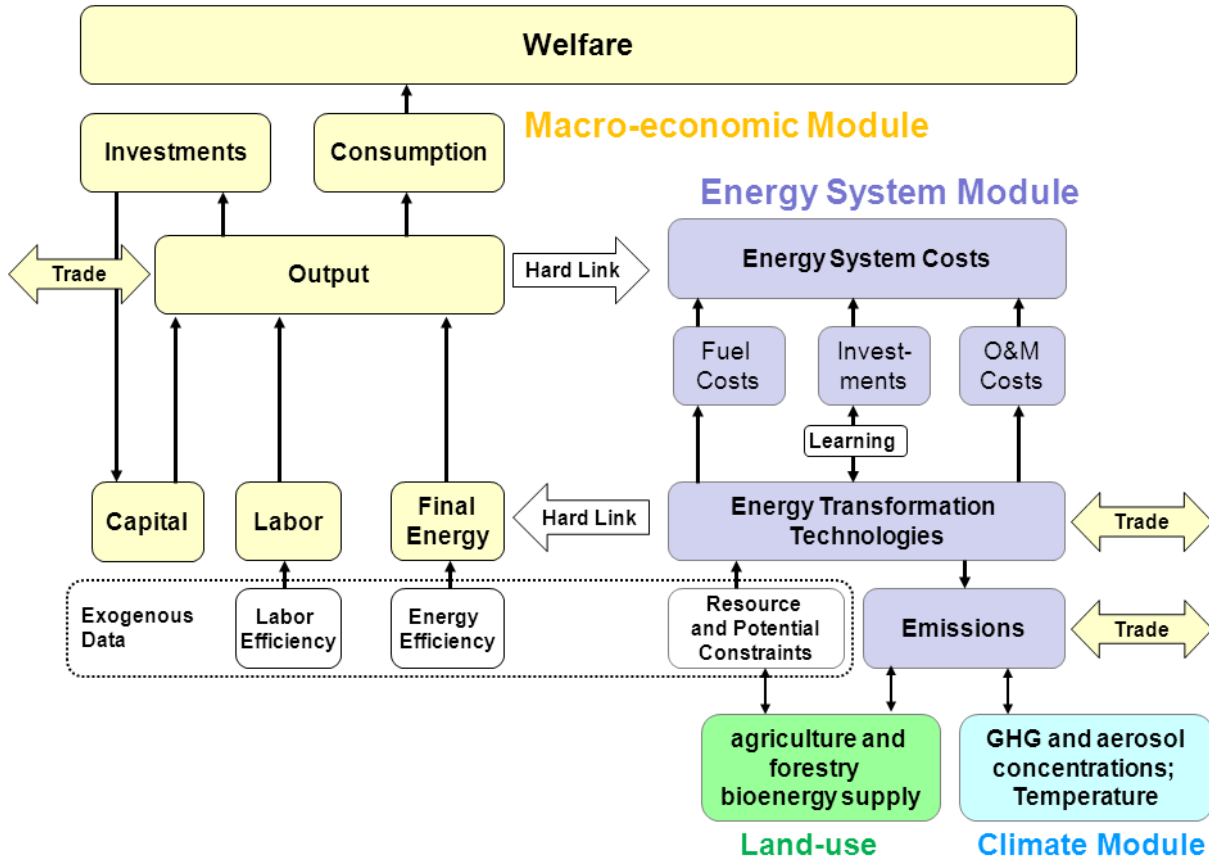 Welfare
Macro-economic Module
Investments
Consumption
Energy System Module
Trade
Output
Hard Link
Energy System Costs
Fuel
Costs
Invest-
ments
O&M
Costs
Learning
Capital
Labor
Final
Energy
Hard Link
Energy Transformation
Technologies
Trade
Exogenous
Data
Labor
Efficiency
Energy
Efficiency
Resource
and Potential
Constraints
Emissions
Trade
agriculture and
forestry
bioenergy supply
GHG and aerosol
concentrations;
Temperature
Land-use
Climate Module